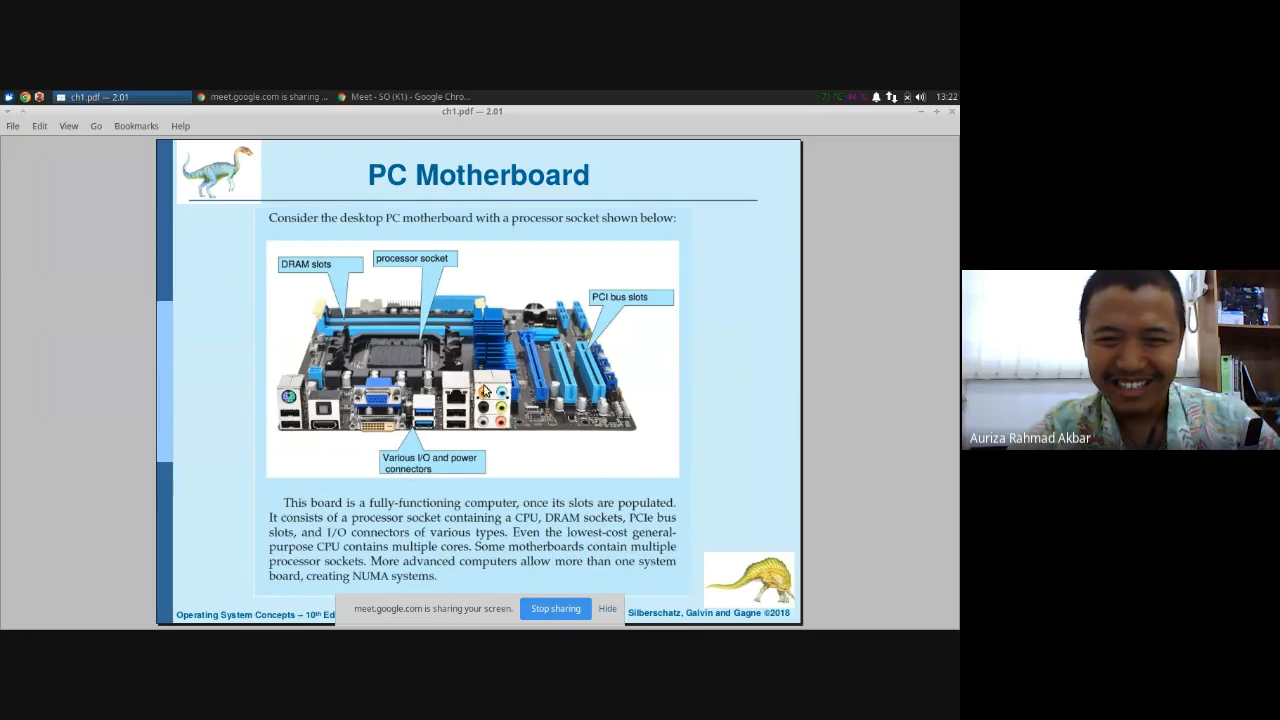 ch1.pdf — 2.01
meet.google.com is sharing ...
Meet - SO (K1) - Google Chro...
13:22
ch1.pdf — 2.01
File Edit View Go Bookmarks Help
PC Motherboard
Consider the desktop PC motherboard with a processor socket shown below:
DRAM slots
processor socket
PCI bus slots
Various I/O and power
connectors
This board is a fully-functioning computer, once its slots are populated.
It consists of a processor socket containing a CPU, DRAM sockets, PCIe bus
slots, and I/O connectors of various types. Even the lowest-cost general-
purpose CPU contains multiple cores. Some motherboards contain multiple
processor sockets. More advanced computers allow more than one system
board, creating NUMA systems.
meet.google.com is sharing your screen. Stop sharing Hide
Operating System Concepts – 10th Ed
Silberschatz, Galvin and Gagne ©2018
Auriza Rahmad Akbar